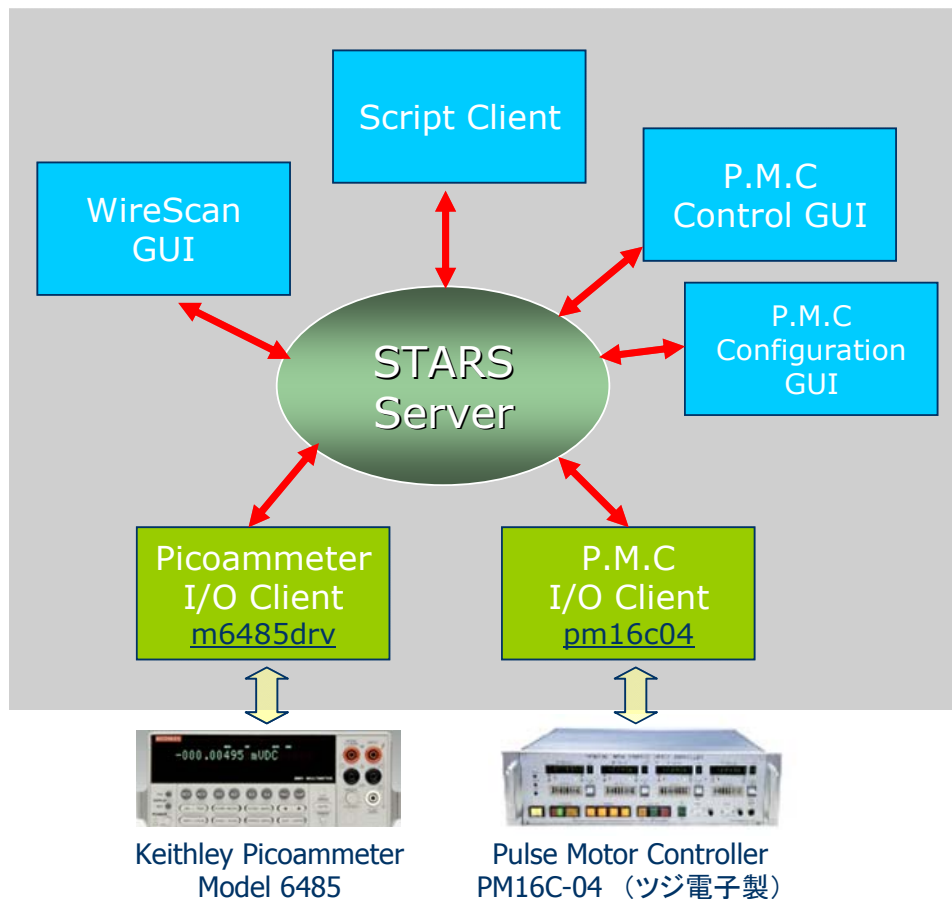 Script Client
WireScan
GUI
P.M.C
Control GUI
P.M.C
Configuration
GUI
STARS
Server
Picoammeter
I/O Client
m6485drv
P.M.C
I/O Client
pm16c04
-000.00495 mVDC
Keithley Picoammeter
Model 6485
Pulse Motor Controller
PM16C-04 （ツジ電子製）